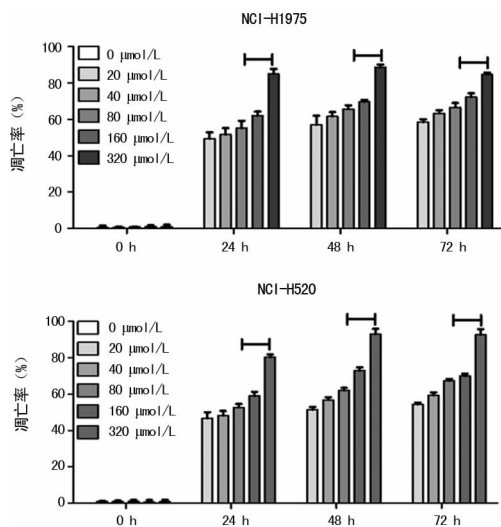 NCI-H1975
凋亡率(%)
100
80
60
40
20
0
0 μmol/L
20 μmol/L
40 μmol/L
80 μmol/L
160 μmol/L
320 μmol/L
0 h
24 h
48 h
72 h
NCI-H520
凋亡率(%)
100
80
60
40
20
0
0 μmol/L
20 μmol/L
40 μmol/L
80 μmol/L
160 μmol/L
320 μmol/L
0 h
24 h
48 h
72 h